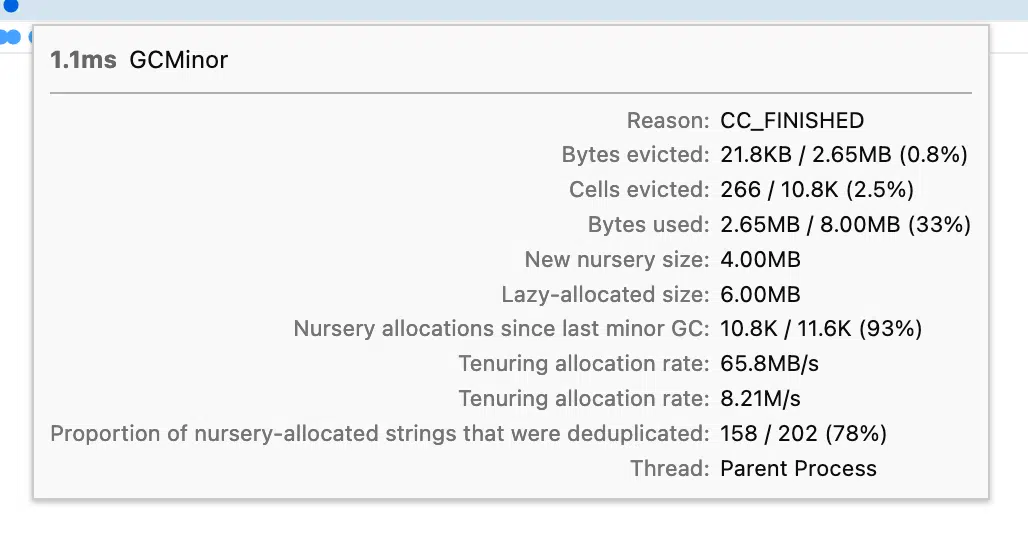 1.1ms GCMinor
Reason: CC_FINISHED
Bytes evicted: 21.8KB / 2.65MB (0.8%)
Cells evicted: 266 / 10.8K (2.5%)
Bytes used: 2.65MB / 8.00MB (33%)
New nursery size: 4.00MB
Lazy-allocated size: 6.00MB
Nursery allocations since last minor GC: 10.8K / 11.6K (93%)
Tenuring allocation rate: 65.8MB/s
Tenuring allocation rate: 8.21M/s
Proportion of nursery-allocated strings that were deduplicated: 158 / 202 (78%)
Thread: Parent Process